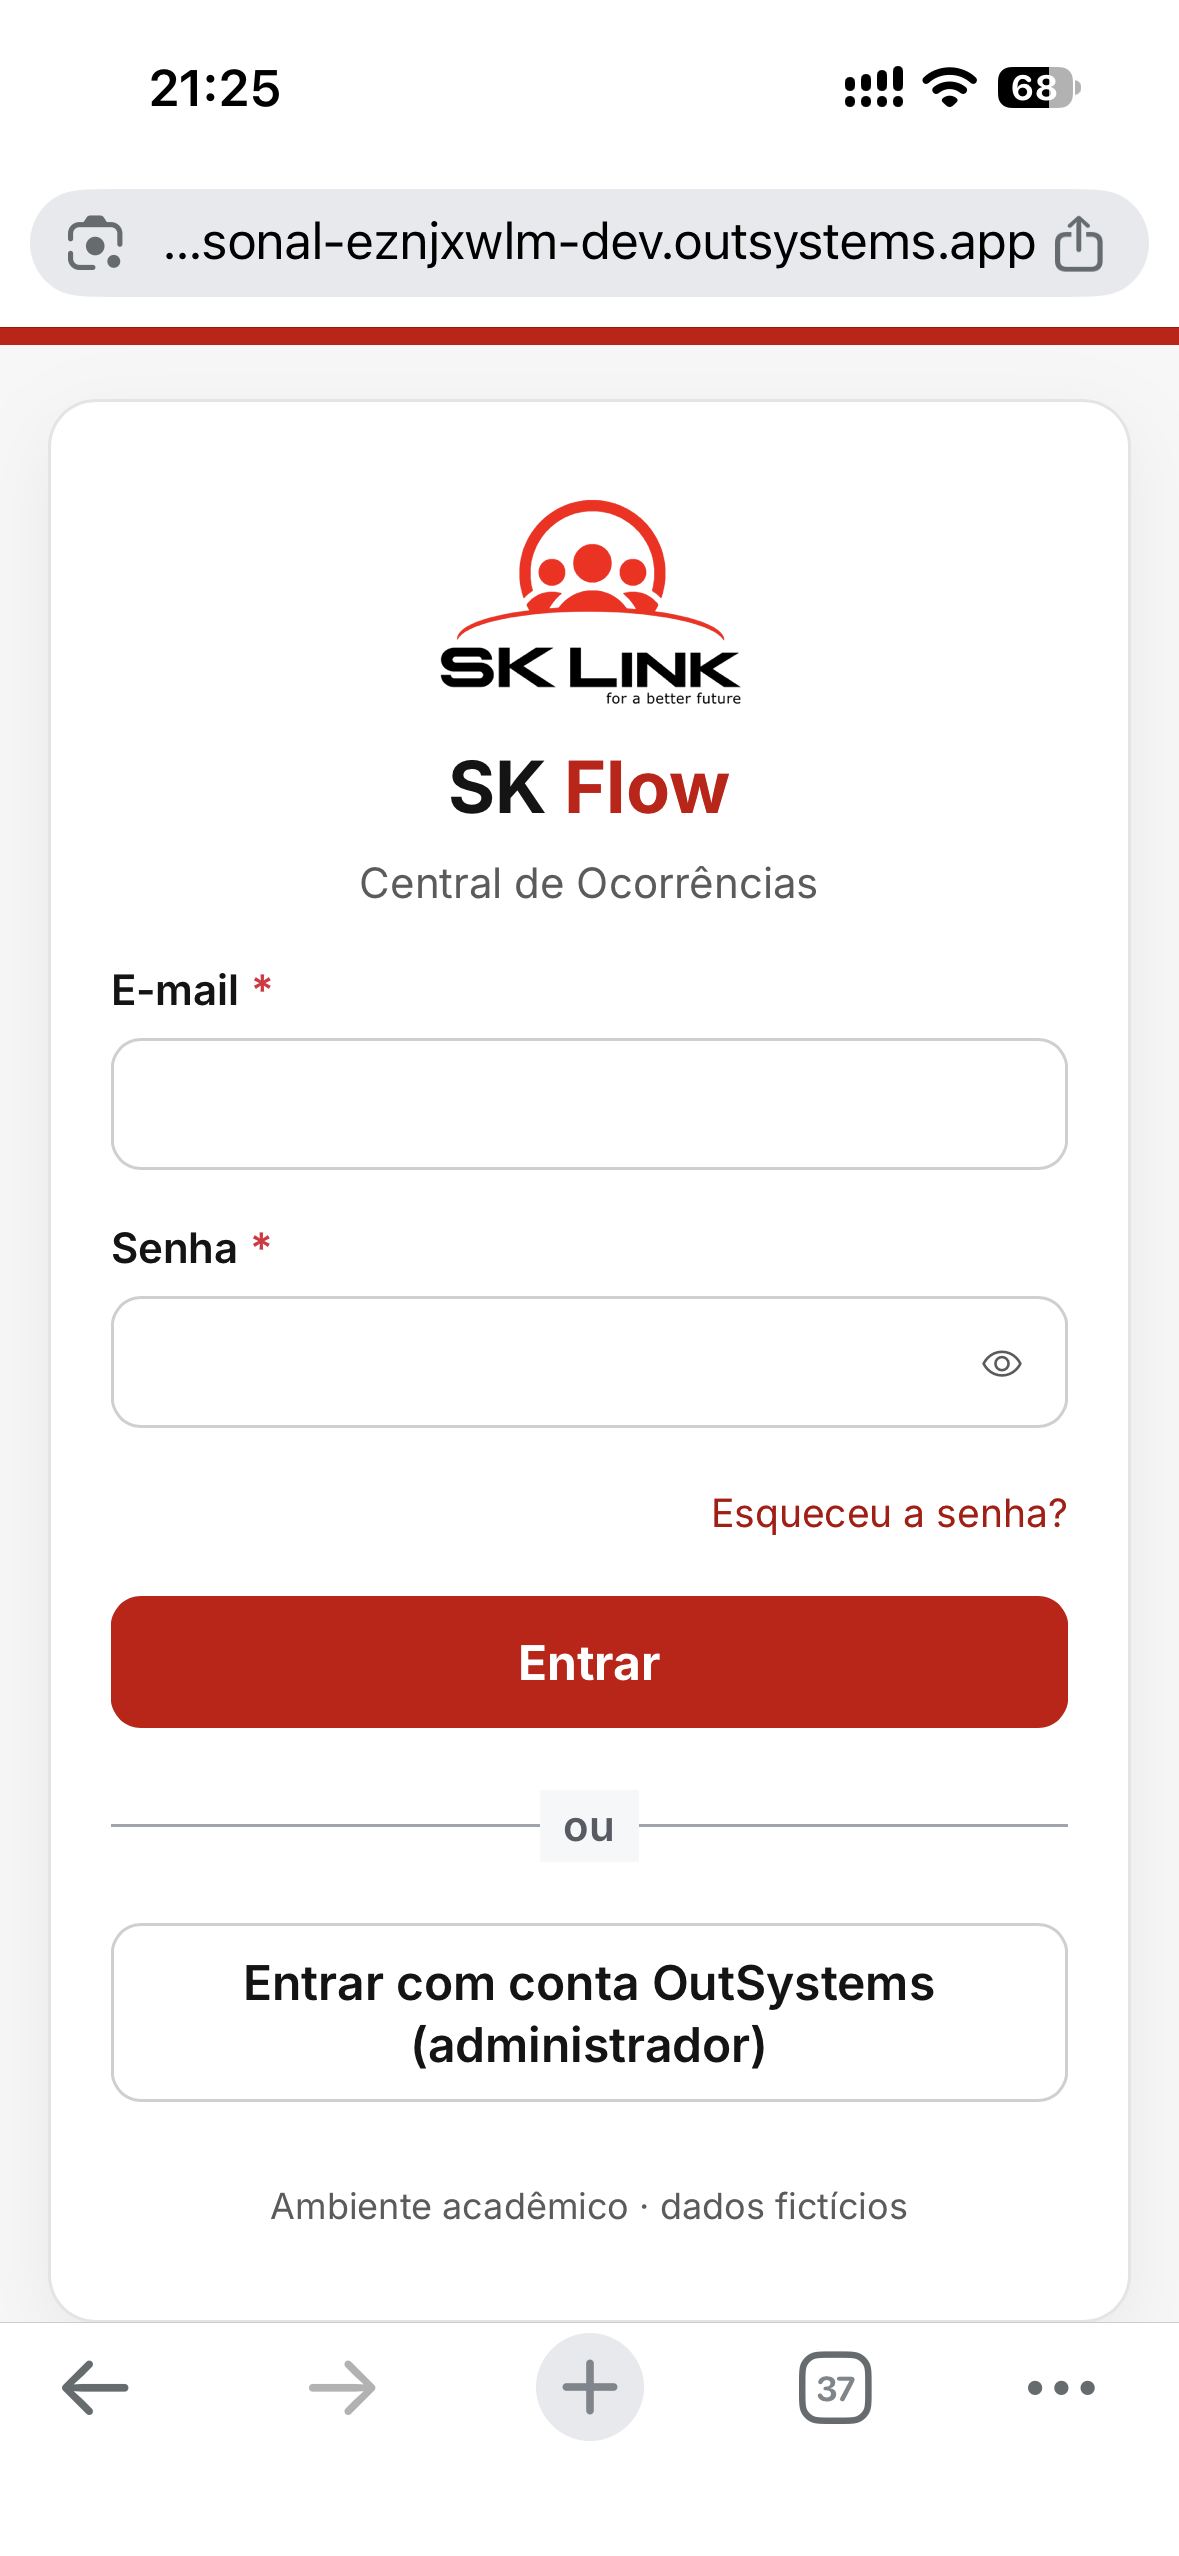 21:25
68
...sonal-eznjxwlm-dev.outsystems.app
SK LINK
for a better future
SK Flow
Central de Ocorrências
E-mail *
Senha *
Esqueceu a senha?
Entrar
ou
Entrar com conta OutSystems
(administrador)
Ambiente acadêmico · dados fictícios
37